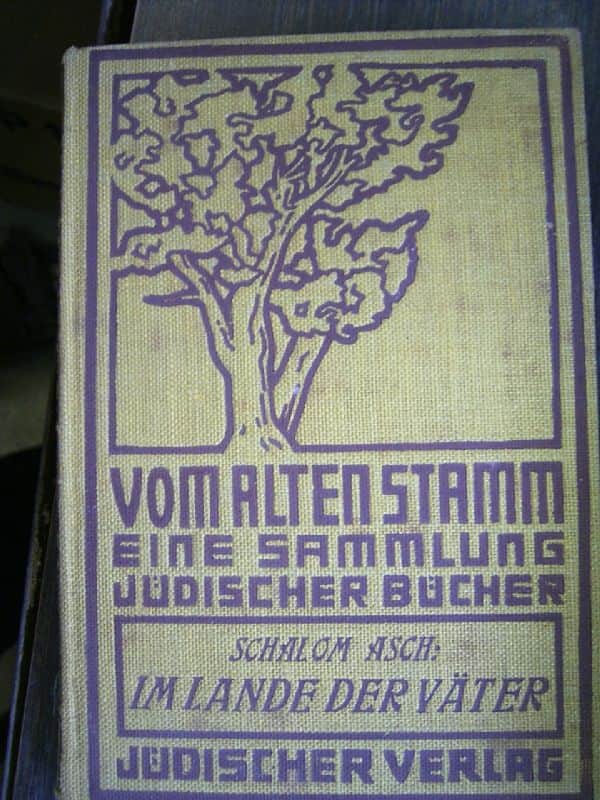 VOM ALTEN STAMM
EINE SAMMLUNG
JÜDISCHER BÜCHER
SCHALOM ASCH:
IM LANDE DER VÄTER
JÜDISCHER VERLAG